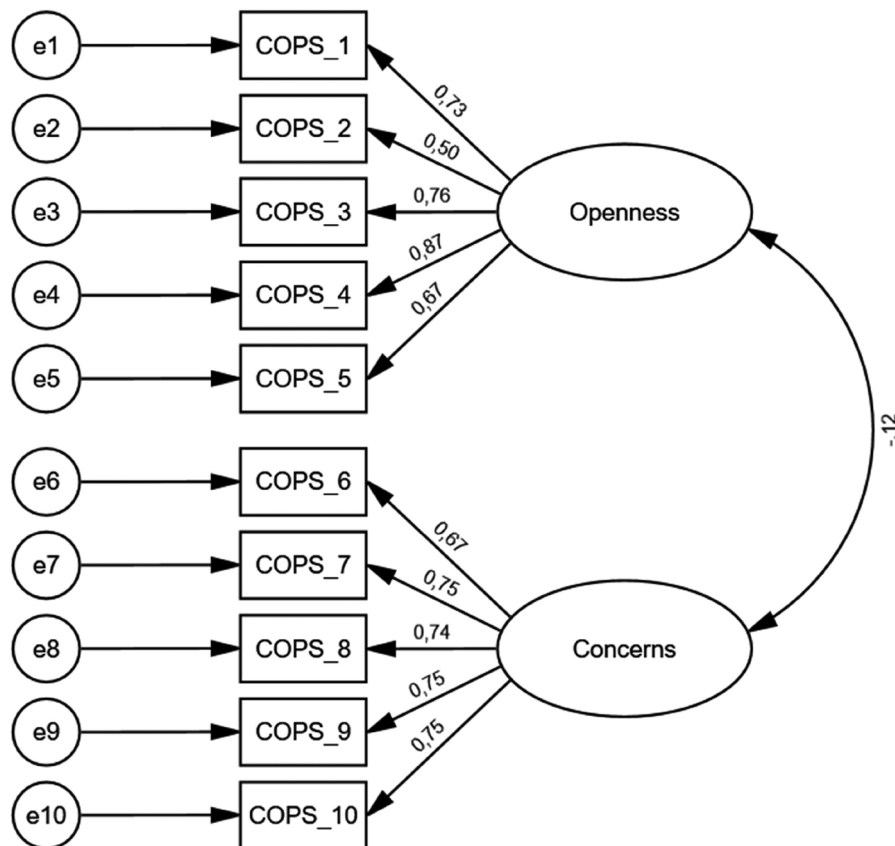 e1 COPS_1
0,73
e2 COPS_2
0,50
e3 COPS_3
0,76
Openness
e4 COPS_4
0,87
e5 COPS_5
0,67
-.12
e6 COPS_6
0,67
e7 COPS_7
0,75
e8 COPS_8
0,74
Concerns
e9 COPS_9
0,75
e10 COPS_10
0,75